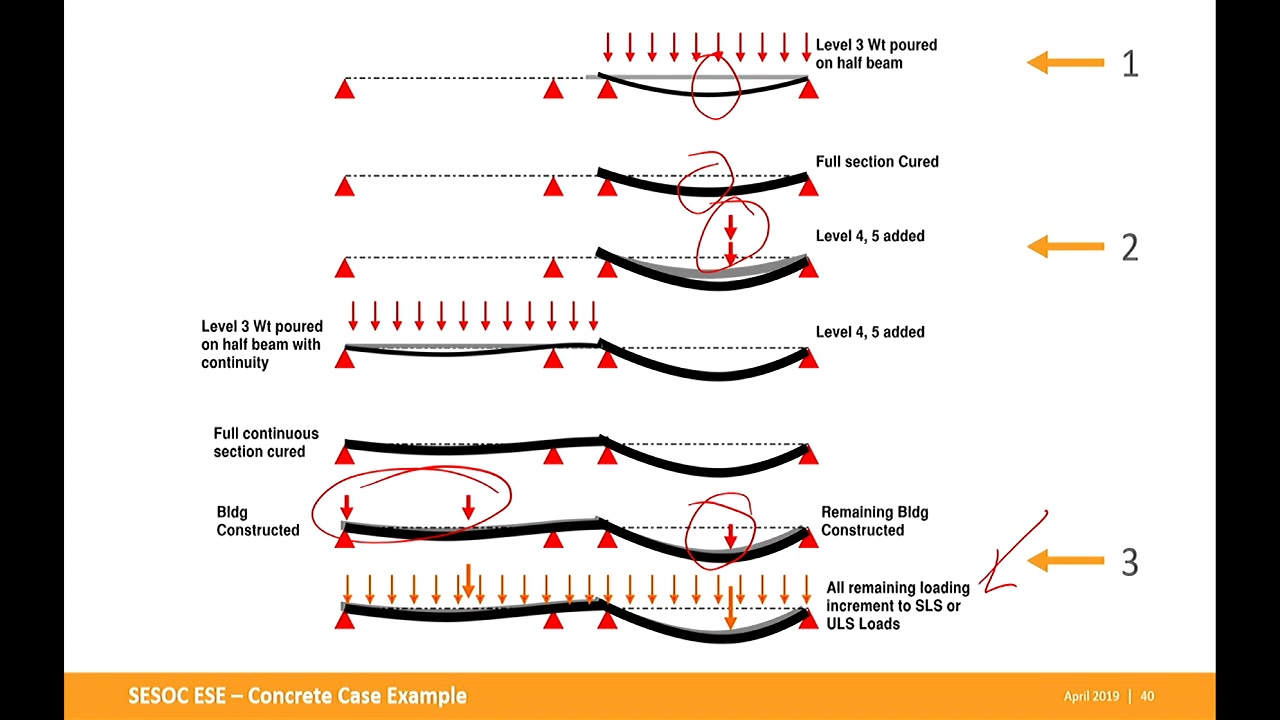 Level 3 Wt poured
on half beam
1
Full section Cured
Level 4, 5 added
2
Level 3 Wt poured
on half beam with
continuity
Level 4, 5 added
Full continuous
section cured
Bldg
Constructed
Remaining Bldg
Constructed
3
All remaining loading
increment to SLS or
ULS Loads
SESOC ESE – Concrete Case Example
April 2019 | 40